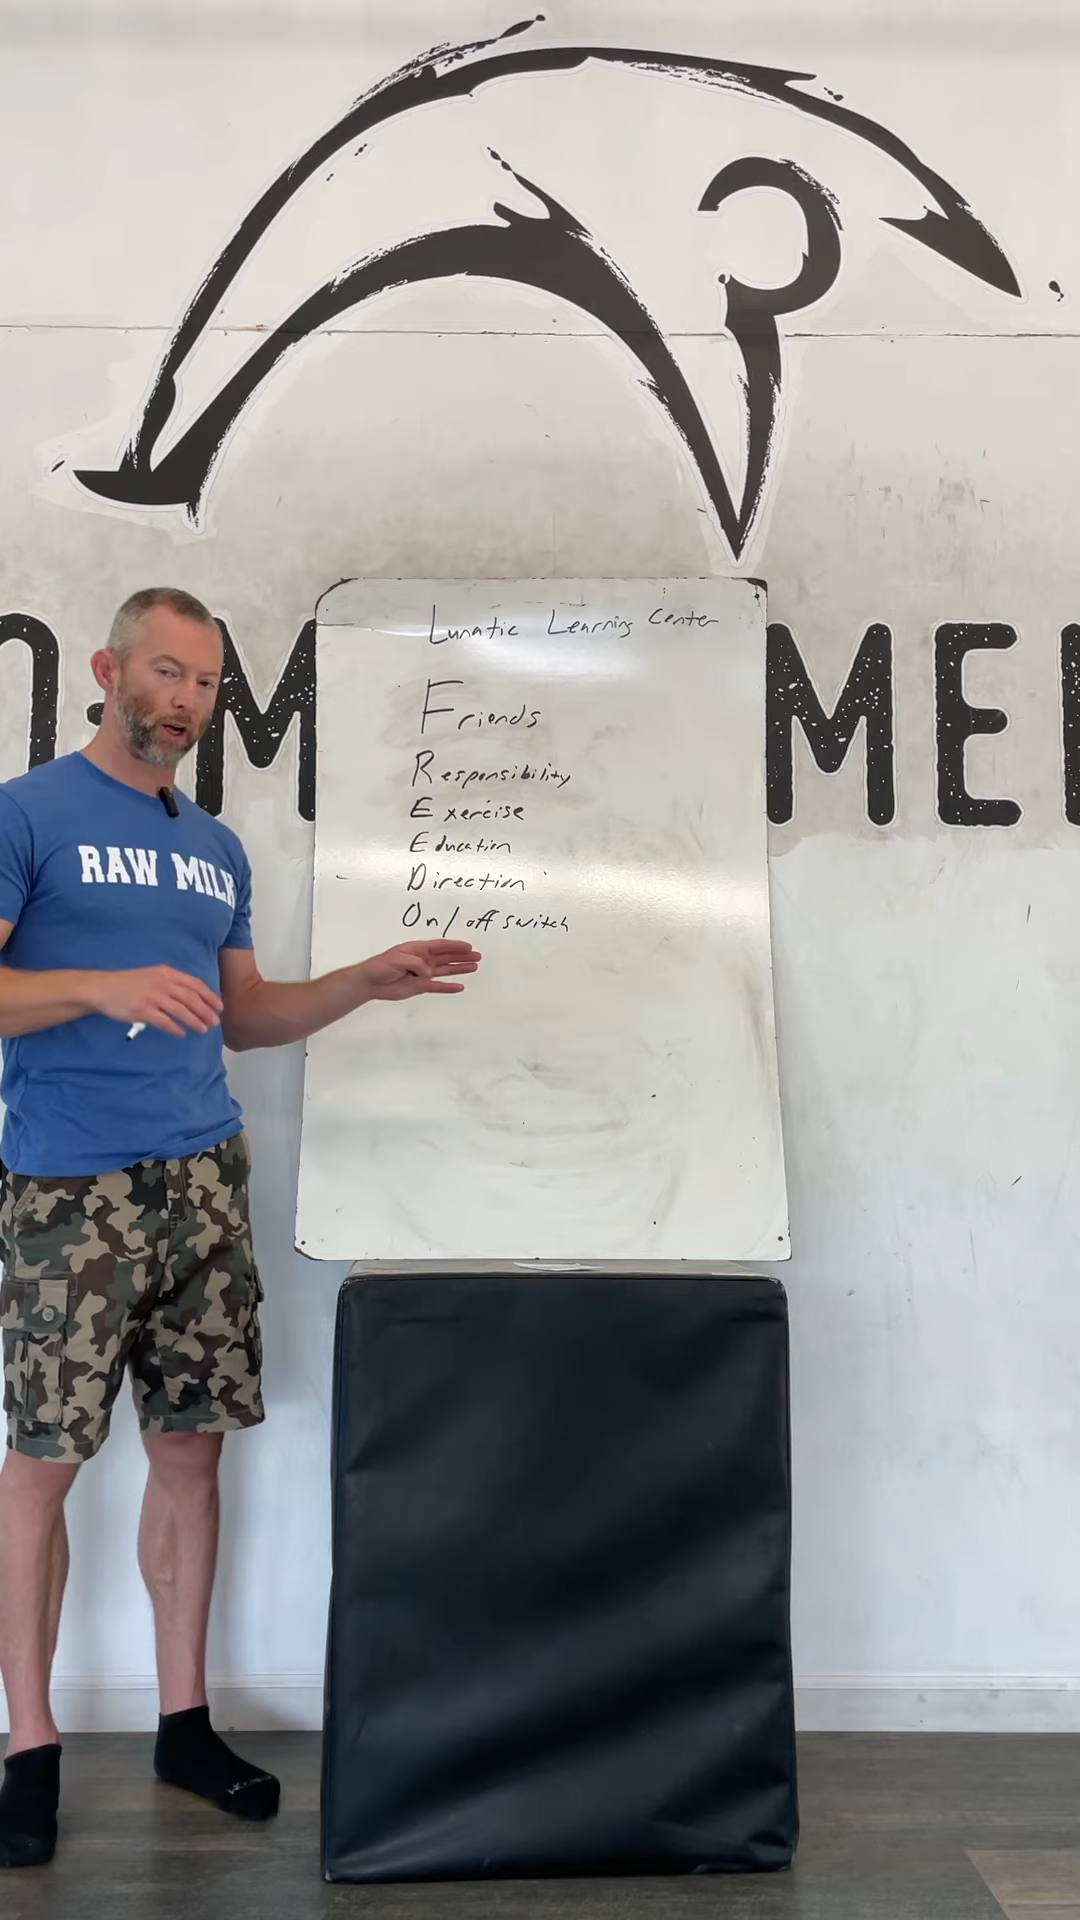 Lunatic Learning Center
Friends
Responsibility
Exercise
Education
Direction
On/off switch
RAW MILK